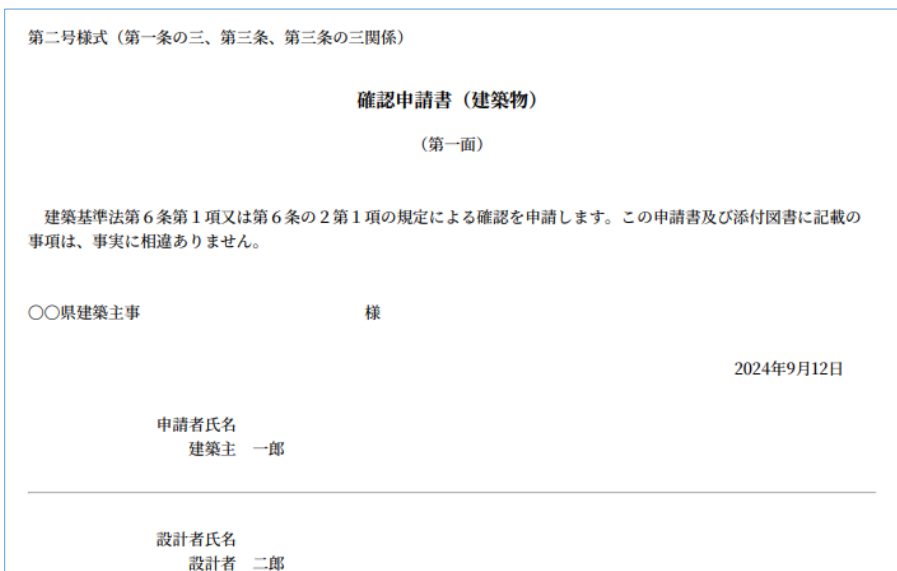 第二号様式（第一条の三、第三条、第三条の三関係）
確認申請書（建築物）
（第一面）
建築基準法第６条第１項又は第６条の２第１項の規定による確認を申請します。この申請書及び添付図書に記載の
事項は、事実に相違ありません。
〇〇県建築主事　様
2024年9月12日
申請者氏名
建築主　一郎
設計者氏名
設計者　二郎